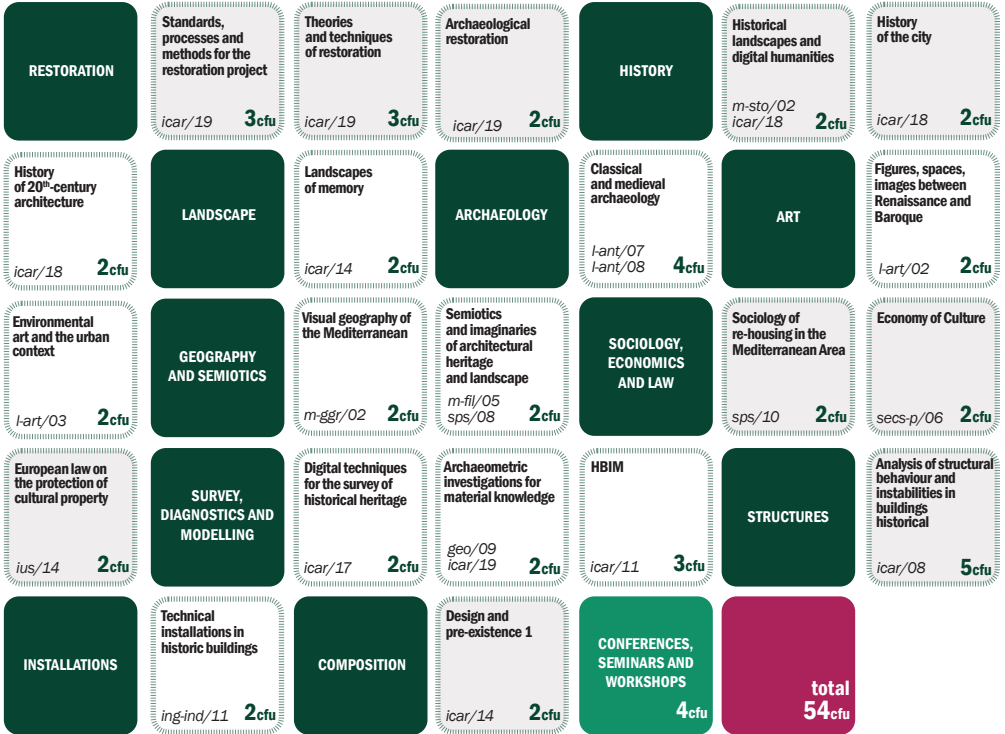 RESTORATION
Standards,
processes and
methods for the
restoration project
icar/19 3cfu
Theories
and techniques
of restoration
icar/19 3cfu
Archaeological
restoration
icar/19 2cfu
HISTORY
Historical
landscapes and
digital humanities
m-sto/02
icar/18 2cfu
History
of the city
icar/18 2cfu
History
of 20th-century
architecture
icar/18 2cfu
LANDSCAPE
Landscapes
of memory
icar/14 2cfu
ARCHAEOLOGY
Classical
and medieval
archaeology
l-ant/07
l-ant/08 4cfu
ART
Figures, spaces,
images between
Renaissance and
Baroque
l-art/02 2cfu
Environmental
art and the urban
context
l-art/03 2cfu
GEOGRAPHY
AND SEMIOTICS
Visual geography of
the Mediterranean
m-ggr/02 2cfu
Semiotics
and imaginaries
of architectural
heritage
and landscape
m-fil/05
sps/08 2cfu
SOCIOLOGY,
ECONOMICS
AND LAW
Sociology of
re-housing in the
Mediterranean Area
sps/10 2cfu
Economy of Culture
secs-p/06 2cfu
European law on
the protection of
cultural property
ius/14 2cfu
SURVEY,
DIAGNOSTICS AND
MODELLING
Digital techniques
for the survey of
historical heritage
icar/17 2cfu
Archaeometric
investigations for
material knowledge
geo/09
icar/19 2cfu
HBIM
icar/11 3cfu
STRUCTURES
Analysis of structural
behaviour and
instabilities in
buildings
historical
icar/08 5cfu
INSTALLATIONS
Technical
installations in
historic buildings
ing-ind/11 2cfu
COMPOSITION
Design and
pre-existence 1
icar/14 2cfu
CONFERENCES,
SEMINARS AND
WORKSHOPS
4cfu
total
54cfu